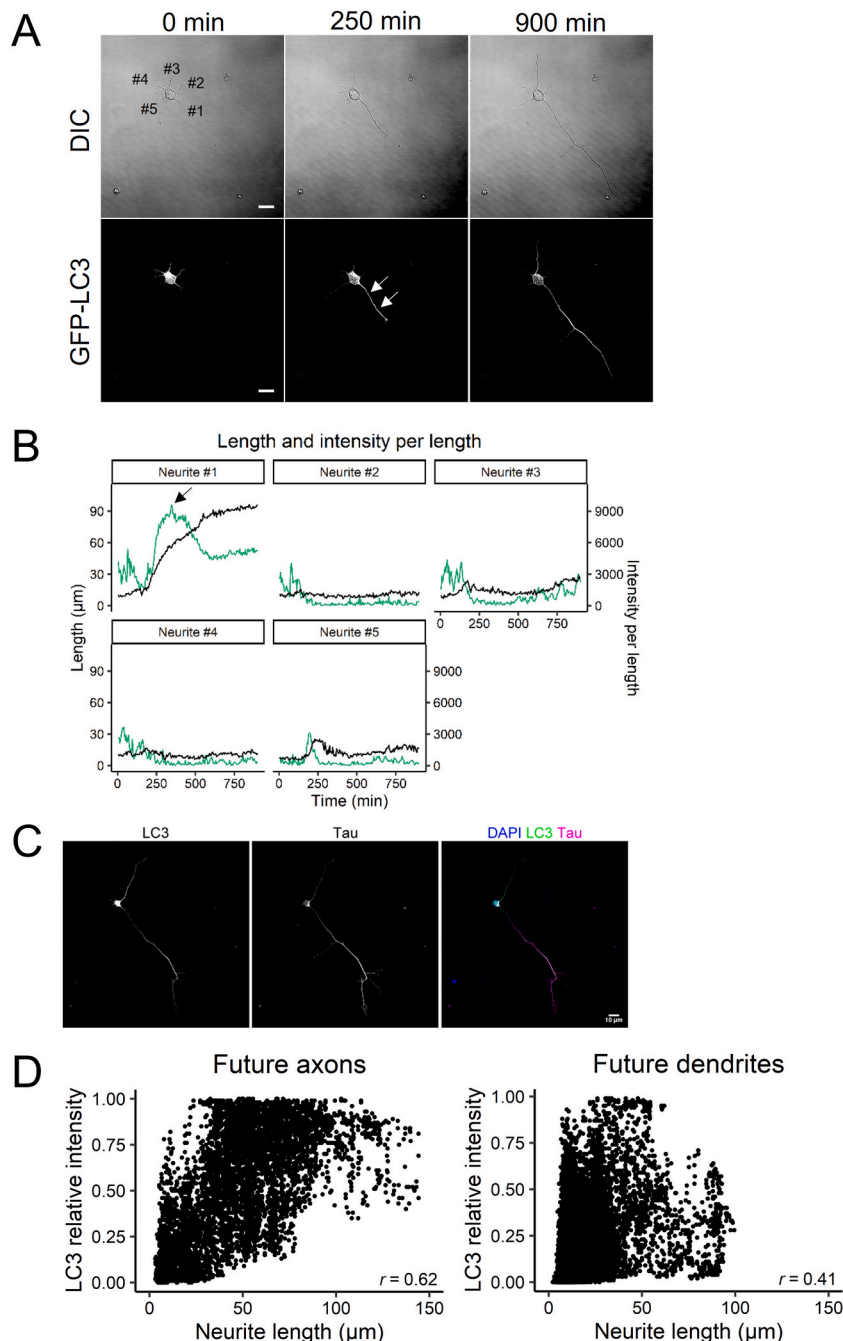 A
0 min 250 min 900 min
DIC
#4 #3 #2
#5 #1
GFP-LC3
B
Length and intensity per length
Neurite #1 Neurite #2 Neurite #3
90
60
30
0
9000
6000
3000
0
0 250 500 750
Length (μm)
Intensity per length
Neurite #4 Neurite #5
90
60
30
0
9000
6000
3000
0
0 250 500 750 0 250 500 750
Time (min)
C
LC3 Tau DAPI LC3 Tau
10 μm
D
Future axons
LC3 relative intensity
1.00
0.75
0.50
0.25
0.00
r = 0.62
0 50 100 150
Neurite length (μm)
Future dendrites
LC3 relative intensity
1.00
0.75
0.50
0.25
0.00
r = 0.41
0 50 100 150
Neurite length (μm)